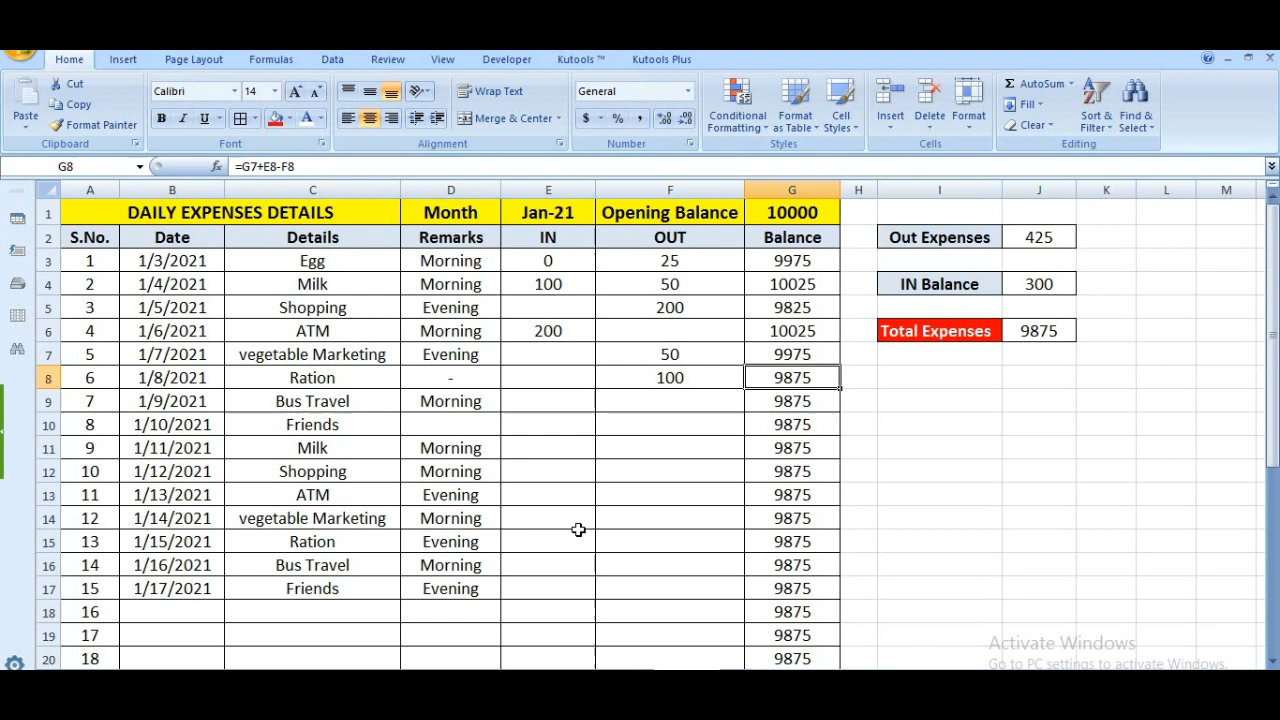 Home Insert Page Layout Formulas Data Review View Developer Kutools ™ Kutools Plus
Cut
Copy
Format Painter
Paste
Clipboard
Calibri 14
B I U
Font
Wrap Text
Merge & Center
Alignment
General
$ % ,
Number
Conditional Formatting
Format as Table
Cell Styles
Styles
Insert Delete Format
Cells
Σ AutoSum
Fill
Clear
Sort & Filter
Find & Select
Editing
G8 fx =G7+E8-F8
A B C D E F G H I J K L M
1 DAILY EXPENSES DETAILS Month Jan-21 Opening Balance 10000
2 S.No. Date Details Remarks IN OUT Balance Out Expenses 425
3 1 1/3/2021 Egg Morning 0 25 9975
4 2 1/4/2021 Milk Morning 100 50 10025 IN Balance 300
5 3 1/5/2021 Shopping Evening 200 9825
6 4 1/6/2021 ATM Morning 200 10025 Total Expenses 9875
7 5 1/7/2021 vegetable Marketing Evening 50 9975
8 6 1/8/2021 Ration - 100 9875
9 7 1/9/2021 Bus Travel Morning 9875
10 8 1/10/2021 Friends 9875
11 9 1/11/2021 Milk Morning 9875
12 10 1/12/2021 Shopping Morning 9875
13 11 1/13/2021 ATM Evening 9875
14 12 1/14/2021 vegetable Marketing Morning 9875
15 13 1/15/2021 Ration Evening 9875
16 14 1/16/2021 Bus Travel Morning 9875
17 15 1/17/2021 Friends Evening 9875
18 16 9875
19 17 9875
20 18 9875
Activate Windows
Go to PC settings to activate Windows.